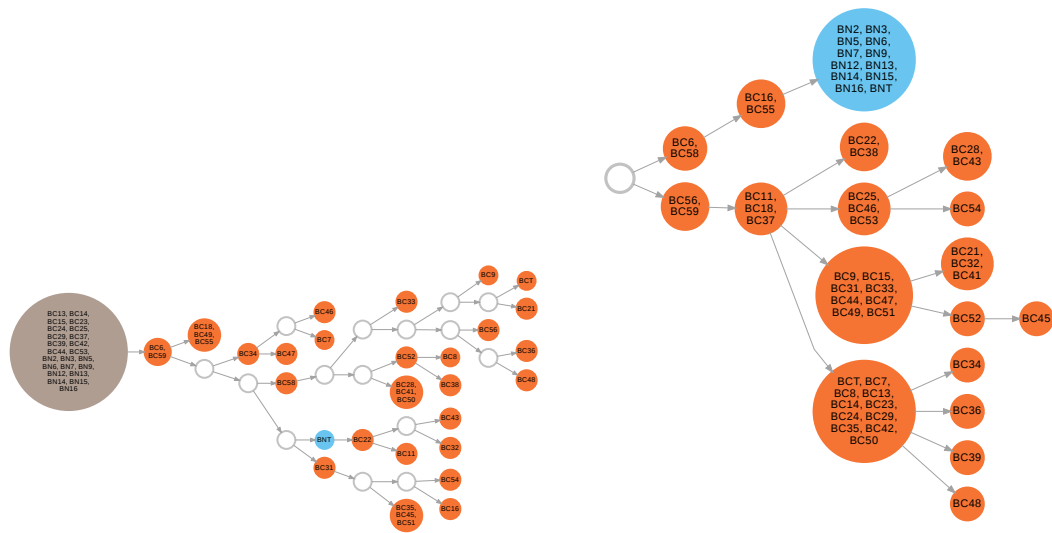 BC13, BC14,
BC15, BC23,
BC24, BC25,
BC29, BC37,
BC39, BC42,
BC44, BC53,
BN2, BN3, BN5,
BN6, BN7, BN9,
BN12, BN13,
BN14, BN15,
BN16
BC6,
BC59
BC18,
BC49,
BC55
BC34
BC46
BC7
BC47
BC58
BC33
BC9
BCT
BC21
BC56
BC36
BC48
BC52
BC8
BC38
BC28,
BC41,
BC50
BNT
BC22
BC43
BC32
BC11
BC31
BC54
BC16
BC35,
BC45,
BC51
BN2, BN3,
BN5, BN6,
BN7, BN9,
BN12, BN13,
BN14, BN15,
BN16, BNT
BC16,
BC55
BC6,
BC58
BC56,
BC59
BC11,
BC18,
BC37
BC22,
BC38
BC25,
BC46,
BC53
BC28,
BC43
BC54
BC9, BC15,
BC31, BC33,
BC44, BC47,
BC49, BC51
BC21,
BC32,
BC41
BC52
BC45
BCT, BC7,
BC8, BC13,
BC14, BC23,
BC24, BC29,
BC35, BC42,
BC50
BC34
BC36
BC39
BC48